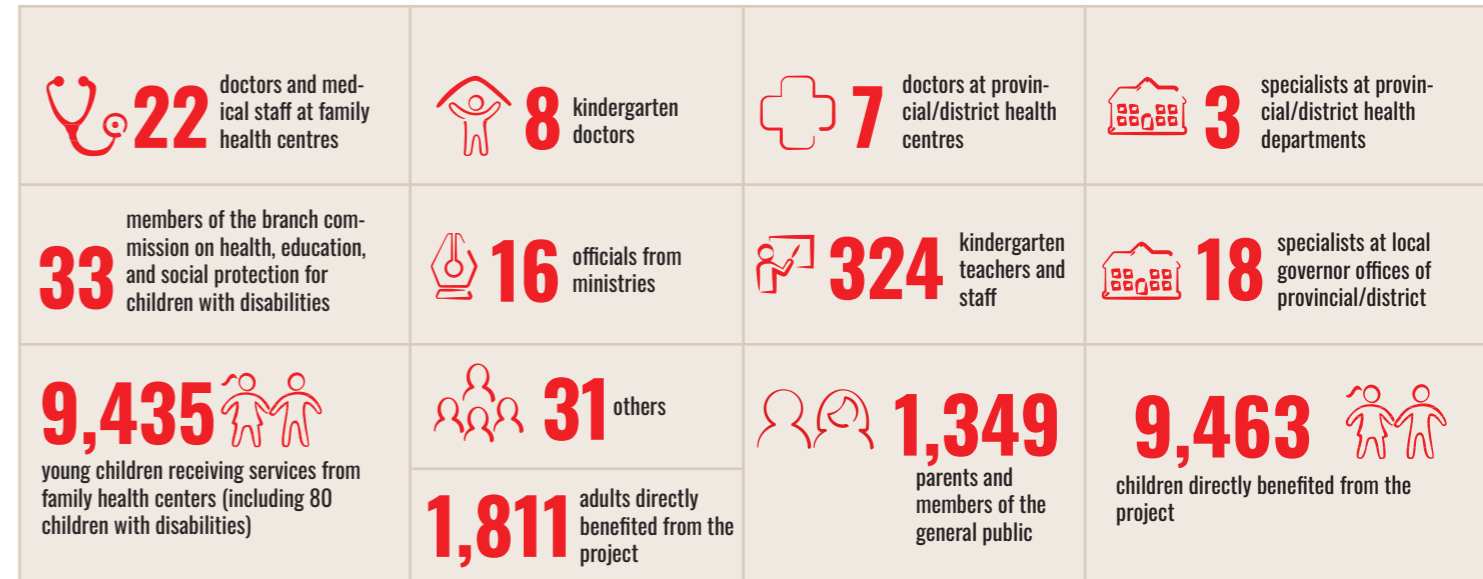 22
doctors and med-
ical staff at family
health centres
8
kindergarten
doctors
7
doctors at provin-
cial/district health
centres
3
specialists at provin-
cial/district health
departments
33
members of the branch com-
mission on health, education,
and social protection for
children with disabilities
16
officials from
ministries
324
kindergarten
teachers and
staff
18
specialists at local
governor offices of
provincial/district
9,435
young children receiving services from
family health centers (including 80
children with disabilities)
31
others
1,811
adults directly
benefited from the
project
1,349
parents and
members of the
general public
9,463
children directly benefited from the
project